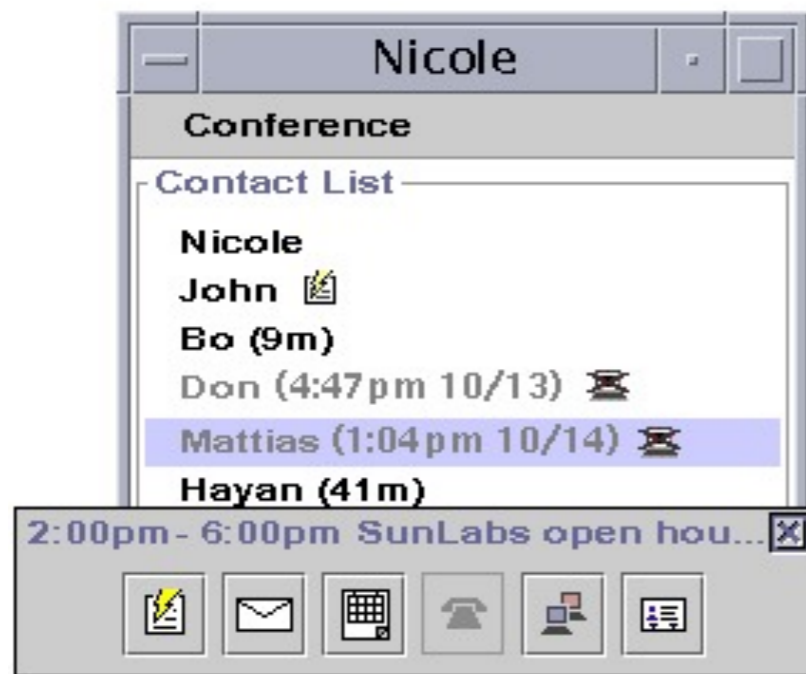 Nicole
Conference
Contact List
Nicole
John
Bo (9m)
Don (4:47pm 10/13)
Mattias (1:04pm 10/14)
Hayan (41m)
2:00pm - 6:00pm SunLabs open hou...